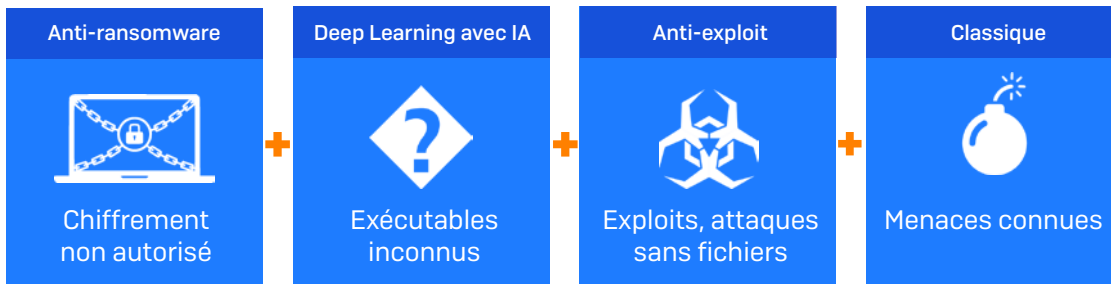 Anti-ransomware
Chiffrement
non autorisé
Deep Learning avec IA
?
Exécutables
inconnus
Anti-exploit
Exploits, attaques
sans fichiers
Classique
Menaces connues